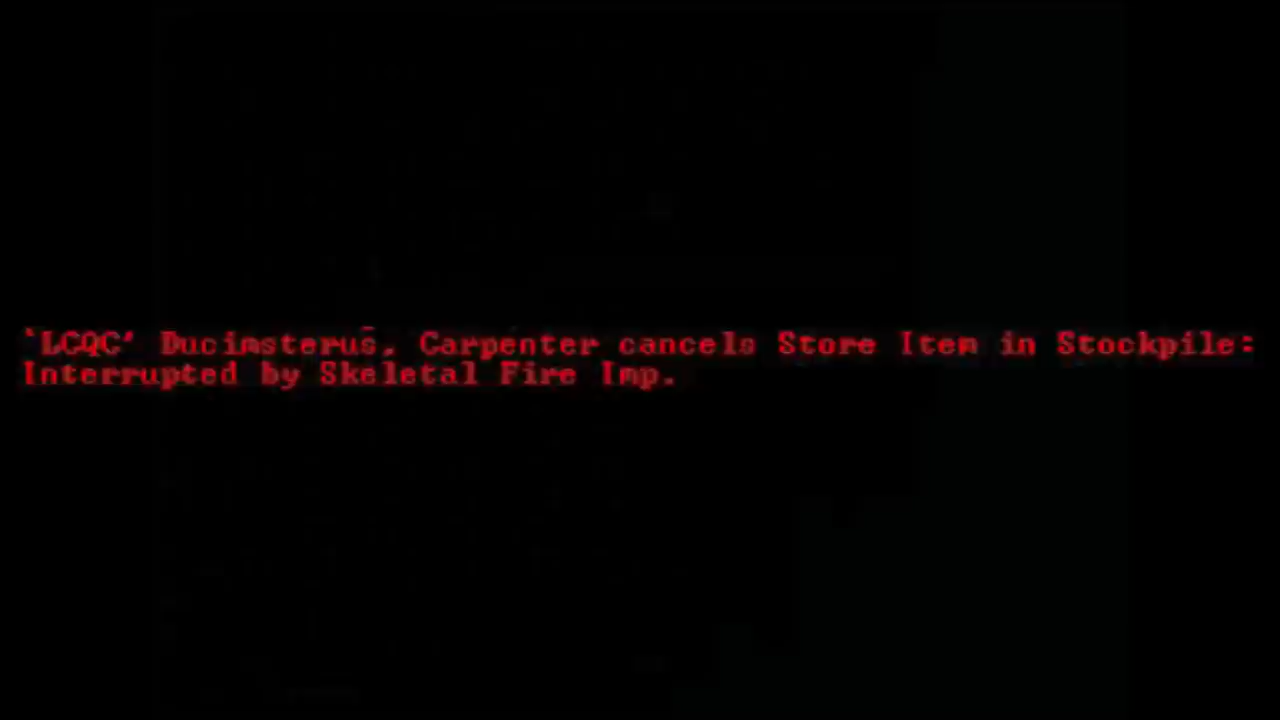 `LCQC' Ducimsterus, Carpenter cancels Store Item in Stockpile:
Interrupted by Skeletal Fire Imp.